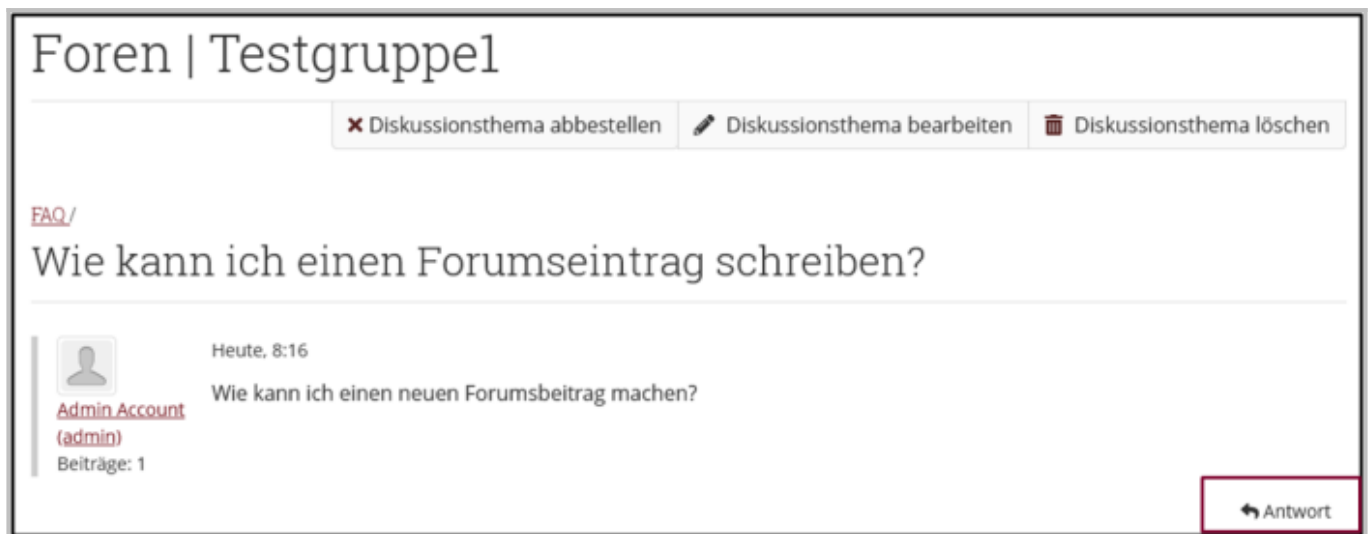 Foren | Testgruppe1
Diskussionsthema abbestellen Diskussionsthema bearbeiten Diskussionsthema löschen
FAQ /
Wie kann ich einen Forumseintrag schreiben?
Heute, 8:16
Wie kann ich einen neuen Forumsbeitrag machen?
Admin Account
(admin)
Beiträge: 1
Antwort